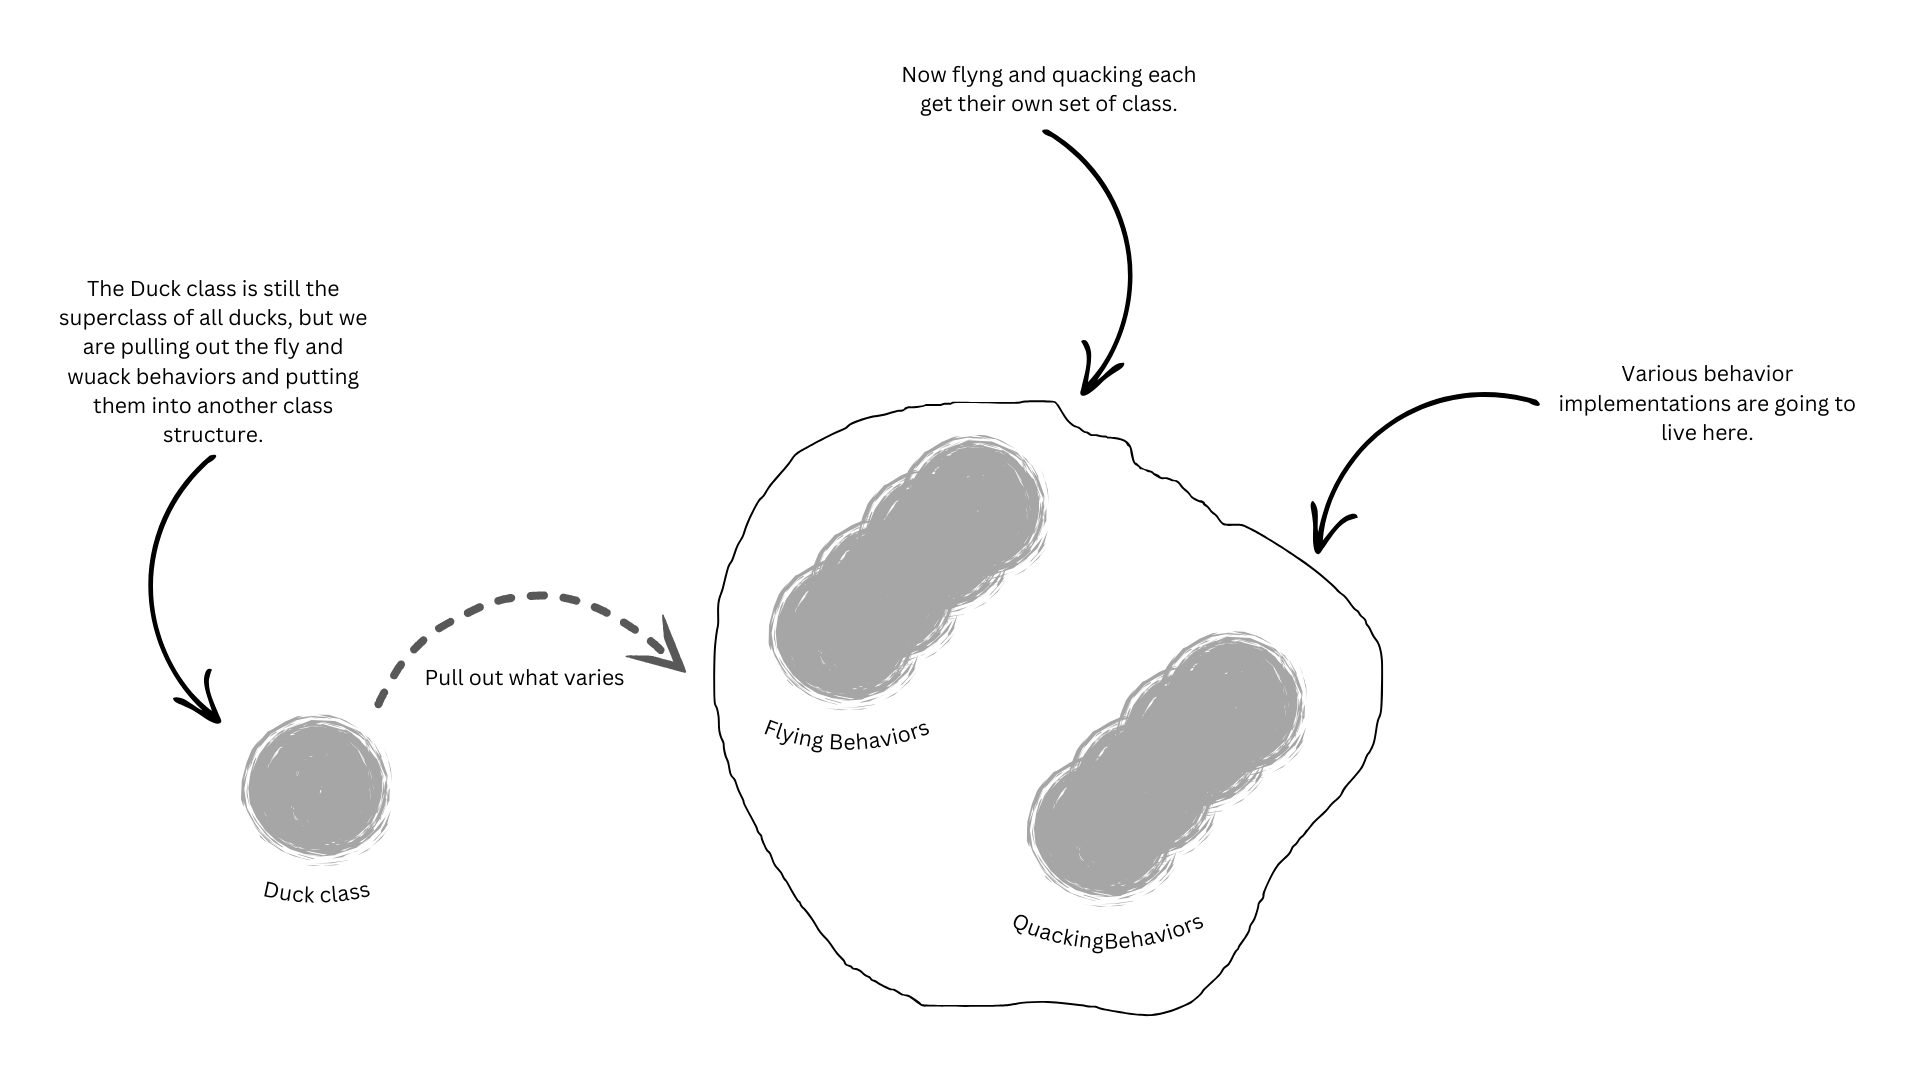 Now flyng and quacking each
get their own set of class.
The Duck class is still the
superclass of all ducks, but we
are pulling out the fly and
wuack behaviors and putting
them into another class
structure.
Various behavior
implementations are going to
live here.
Pull out what varies
Flying Behaviors
Duck class
QuackingBehaviors